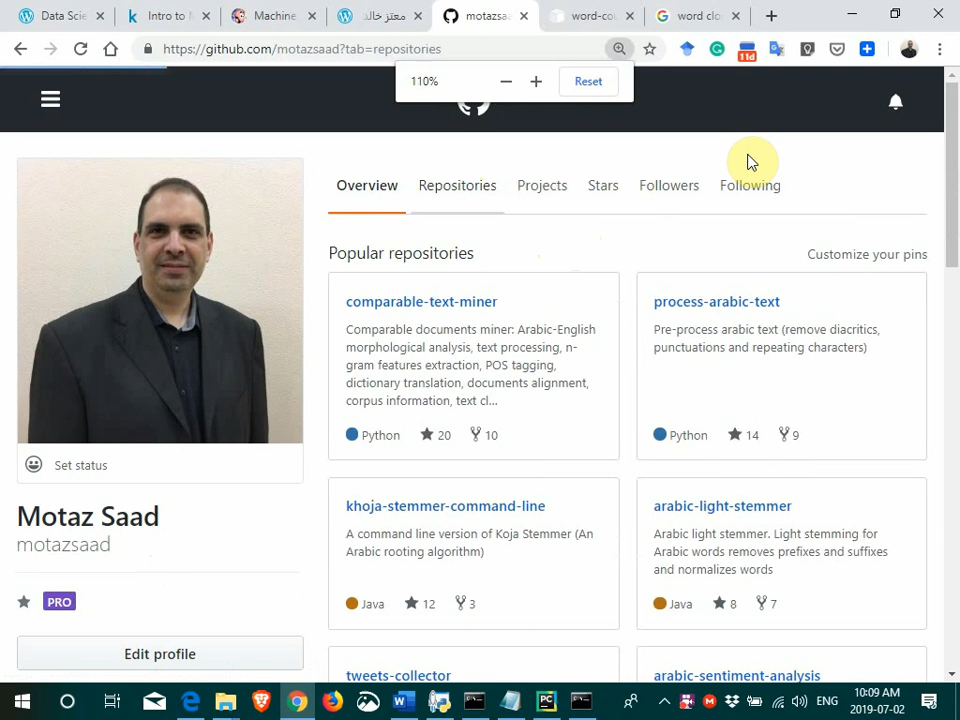 Data Scie
Intro to M
Machine
معتز خالد
motazsaa
word-cou
word clo
https://github.com/motazsaad?tab=repositories
11d
110%
Reset
Overview
Repositories
Projects
Stars
Followers
Following
Popular repositories
Customize your pins
comparable-text-miner
Comparable documents miner: Arabic-English
morphological analysis, text processing, n-
gram features extraction, POS tagging,
dictionary translation, documents alignment,
corpus information, text cl...
Python 20 10
process-arabic-text
Pre-process arabic text (remove diacritics,
punctuations and repeating characters)
Python 14 9
khoja-stemmer-command-line
A command line version of Koja Stemmer (An
Arabic rooting algorithm)
Java 12 3
arabic-light-stemmer
Arabic light stemmer. Light stemming for
Arabic words removes prefixes and suffixes
and normalizes words
Java 8 7
tweets-collector
arabic-sentiment-analysis
Set status
Motaz Saad
motazsaad
PRO
Edit profile
ENG
10:09 AM
2019-07-02